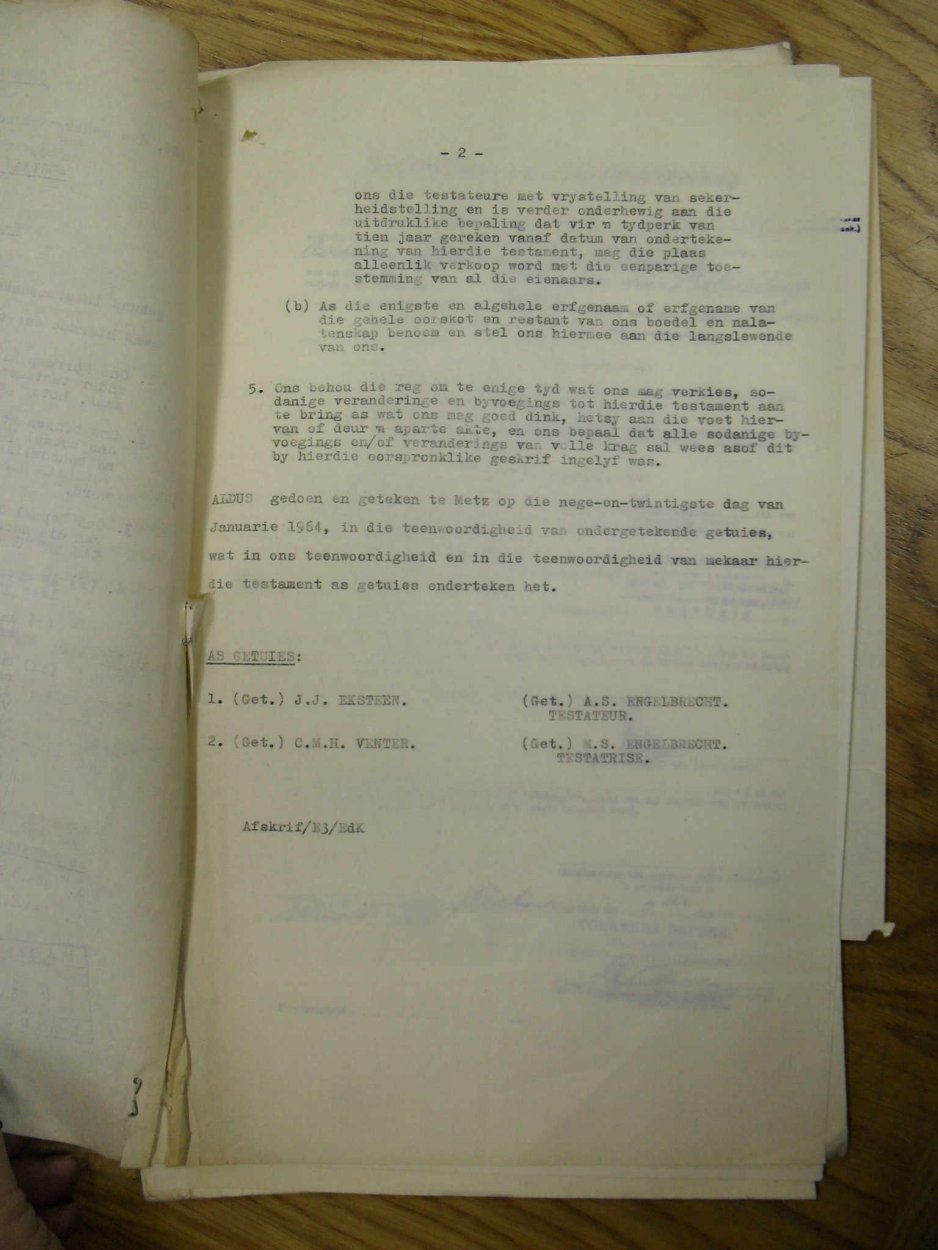 - 2 -
ons die testateure met vrystelling van seker-
heidstelling en is verder onderhewig aan die
uitdruklike bepaling dat vir 'n tydperk van
tien jaar gereken vanaf datum van onderteke-
ning van hierdie testament, mag die plaas
alleenlik verkoop word met die eenparige toe-
stemming van al die eienaars.
(b) As die enigste en algehele erfgenaam of erfgename van
die gehele oorskot en restant van ons boedel en nala-
tenskap benoem en stel ons hiermee aan die langslewende
van ons.
5. Ons behou die reg om te enige tyd wat ons mag verkies, so-
danige veranderinge en byvoegings tot hierdie testament aan
te bring as wat ons mag goed dink, hetsy aan die voet hier-
van of deur 'n aparte akte, en ons bepaal dat alle sodanige by-
voegings en/of veranderings van volle krag sal wees asof dit
by hierdie oorspronklike geskrif ingelyf was.
ALDUS gedoen en geteken te Metz op die nege-en-twintigste dag van
Januarie 1964, in die teenwoordigheid van ondergetekende getuies,
wat in ons teenwoordigheid en in die teenwoordigheid van mekaar hier-
die testament as getuies onderteken het.
AS GETUIES:
1. (Get.) J.J. EKSTEEN. (Get.) A.S. ENGELBRECHT.
TESTATEUR.
2. (Get.) C.M.H. VENTER. (Get.) M.S. ENGELBRECHT.
TESTATRISE.
Afskrif/E3/EdK